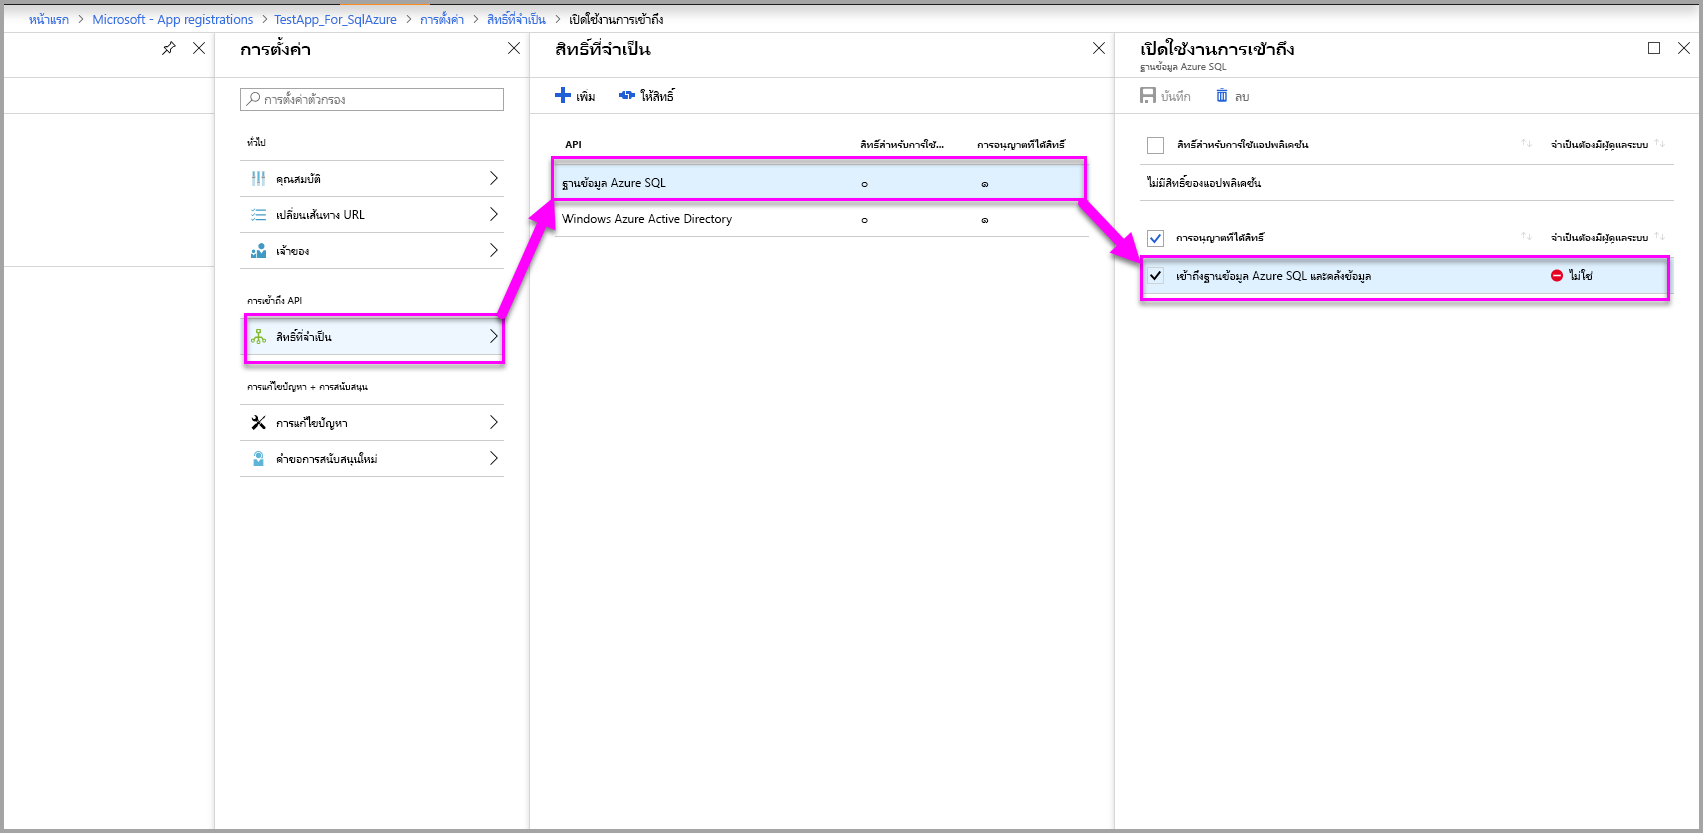 หน้าแรก > Microsoft - App registrations > TestApp_For_SqlAzure > การตั้งค่า > สิทธิ์ที่จำเป็น > เปิดใช้งานการเข้าถึง
การตั้งค่า
การตั้งค่าตัวกรอง
ทั่วไป
คุณสมบัติ
เปลี่ยนเส้นทาง URL
เจ้าของ
การเข้าถึง API
สิทธิ์ที่จำเป็น
การแก้ไขปัญหา + การสนับสนุน
การแก้ไขปัญหา
คำขอการสนับสนุนใหม่
สิทธิ์ที่จำเป็น
เพิ่ม ให้สิทธิ์
API สิทธิ์สำหรับการใช้... การอนุญาตที่ได้สิทธิ์
ฐานข้อมูล Azure SQL ๐ ๑
Windows Azure Active Directory ๐ ๑
เปิดใช้งานการเข้าถึง
ฐานข้อมูล Azure SQL
บันทึก ลบ
สิทธิ์สำหรับการใช้แอปพลิเคชัน จำเป็นต้องมีผู้ดูแลระบบ
ไม่มีสิทธิ์ของแอปพลิเคชัน
การอนุญาตที่ได้สิทธิ์ จำเป็นต้องมีผู้ดูแลระบบ
เข้าถึงฐานข้อมูล Azure SQL และคลังข้อมูล ไม่ใช่